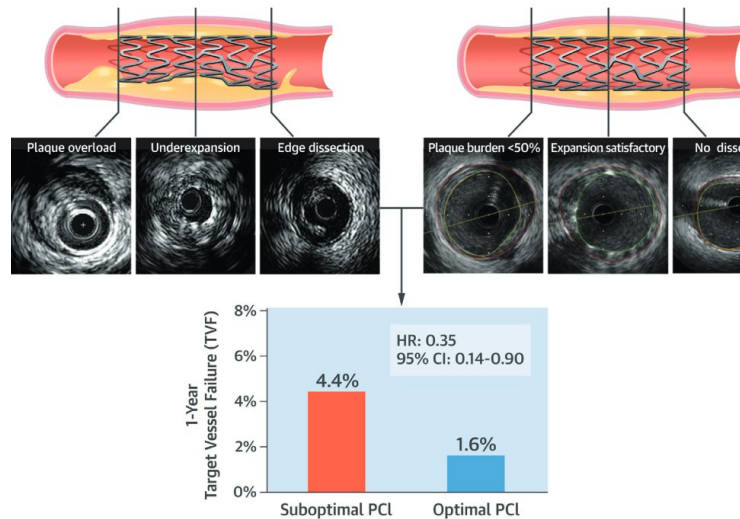 Plaque overload
Underexpansion
Edge dissection
Plaque burden <50%
Expansion satisfactory
No disse
1-Year
Target Vessel Failure (TVF)
8%
6%
4%
2%
0%
HR: 0.35
95% CI: 0.14-0.90
4.4%
1.6%
Suboptimal PCI
Optimal PCI